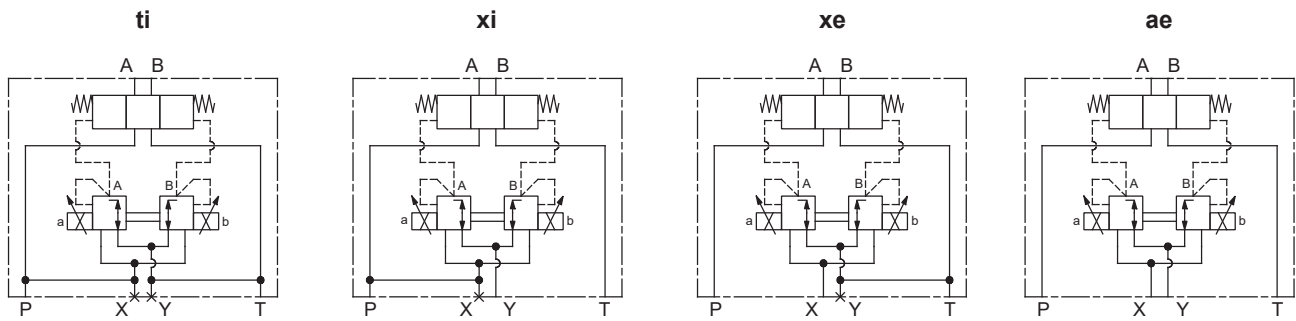 ti xi xe ae
A B A B A B A B
A B A B A B A B
a b a b a b a b
P X Y T P X Y T P X Y T P X Y T